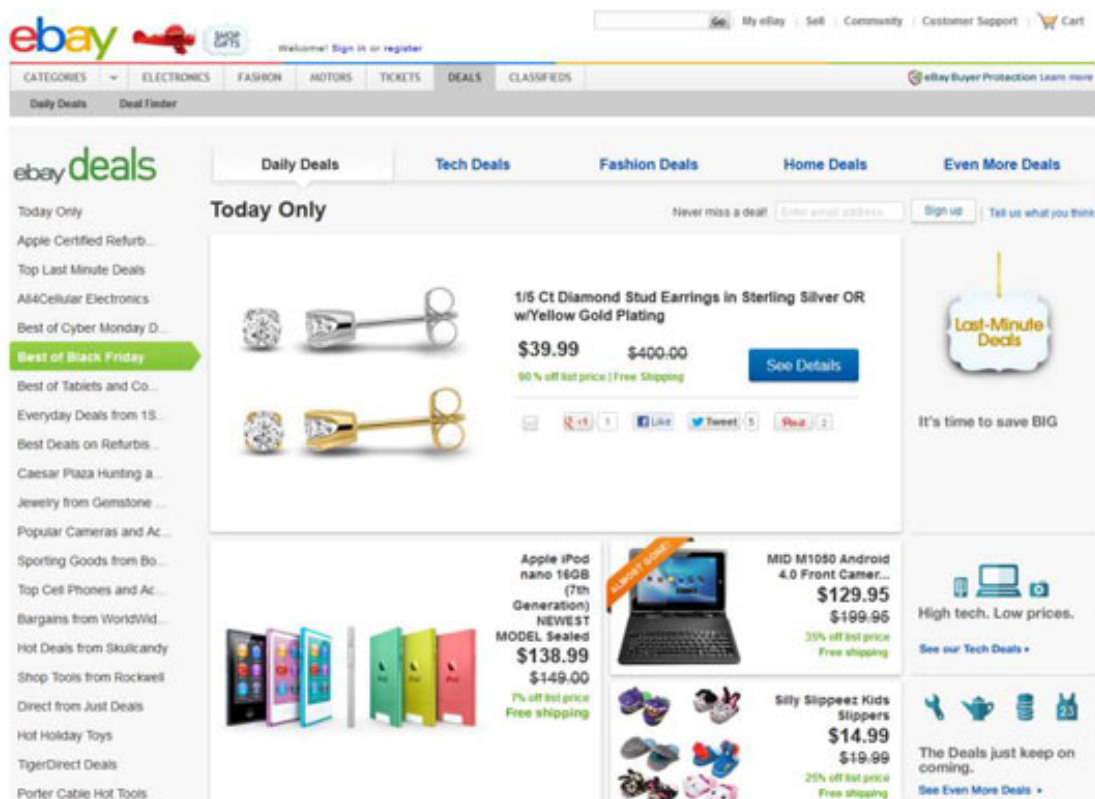 ebay
SHOP GIFTS
Welcome! Sign in or register
Go
My eBay
Sell
Community
Customer Support
Cart
CATEGORIES
ELECTRONICS
FASHION
MOTORS
TICKETS
DEALS
CLASSIFIEDS
eBay Buyer Protection Learn more
Daily Deals
Deal Finder
ebay deals
Daily Deals
Tech Deals
Fashion Deals
Home Deals
Even More Deals
Today Only
Apple Certified Refurb...
Top Last Minute Deals
All4Cellular Electronics
Best of Cyber Monday D...
Best of Black Friday
Best of Tablets and Co...
Everyday Deals from 1S...
Best Deals on Refurbis...
Caesar Plaza Hunting a...
Jewelry from Gemstone ...
Popular Cameras and Ac...
Sporting Goods from Bo...
Top Cell Phones and Ac...
Bargains from WorldWid...
Hot Deals from Skullcandy
Shop Tools from Rockwell
Direct from Just Deals
Hot Holiday Toys
TigerDirect Deals
Porter Cable Hot Tools
Today Only
Never miss a deal!
Enter email address
Sign up
Tell us what you think
1/5 Ct Diamond Stud Earrings in Sterling Silver OR
w/Yellow Gold Plating
$39.99
$400.00
90% off list price | Free Shipping
See Details
+1
1
Like
Tweet
5
Pin it
2
Last-Minute
Deals
It's time to save BIG
Apple iPod
nano 16GB
(7th
Generation)
NEWEST
MODEL Sealed
$138.99
$149.00
7% off list price
Free shipping
ALMOST GONE!
MID M1050 Android
4.0 Front Camer...
$129.95
$199.95
35% off list price
Free shipping
Silly Slippeez Kids
Slippers
$14.99
$19.99
25% off list price
Free shipping
High tech. Low prices.
See our Tech Deals
23
The Deals just keep on
coming.
See Even More Deals